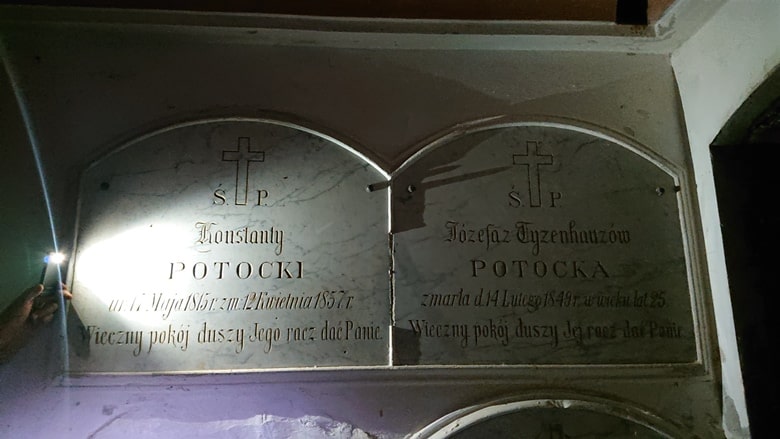 Ś. P.
Konstanty
POTOCKI
ur. 17 Maja 1815 r. zm. 12 Kwietnia 1857 r.
Wieczny pokój duszy Jego racz dać Panie.
Ś. P.
Józefa z Tyzenhauzów
POTOCKA
zmarła d. 14 Lutego 1849 r. w wieku lat 25.
Wieczny pokój duszy Jej racz dać Panie